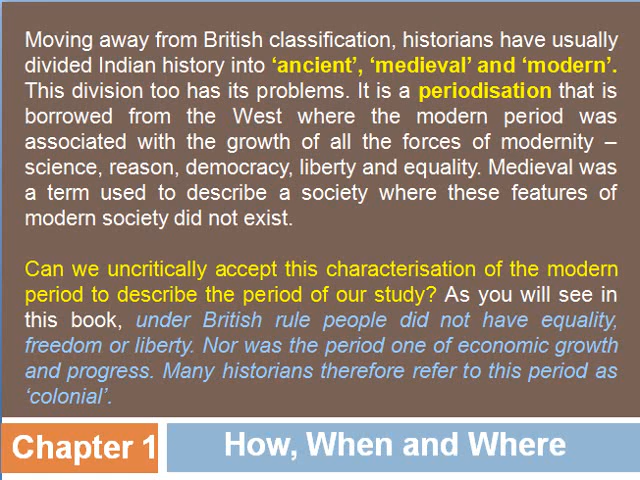 Moving away from British classification, historians have usually
divided Indian history into ‘ancient’, ‘medieval’ and ‘modern’.
This division too has its problems. It is a periodisation that is
borrowed from the West where the modern period was
associated with the growth of all the forces of modernity –
science, reason, democracy, liberty and equality. Medieval was
a term used to describe a society where these features of
modern society did not exist.
Can we uncritically accept this characterisation of the modern
period to describe the period of our study? As you will see in
this book, under British rule people did not have equality,
freedom or liberty. Nor was the period one of economic growth
and progress. Many historians therefore refer to this period as
‘colonial’.
Chapter 1
How, When and Where